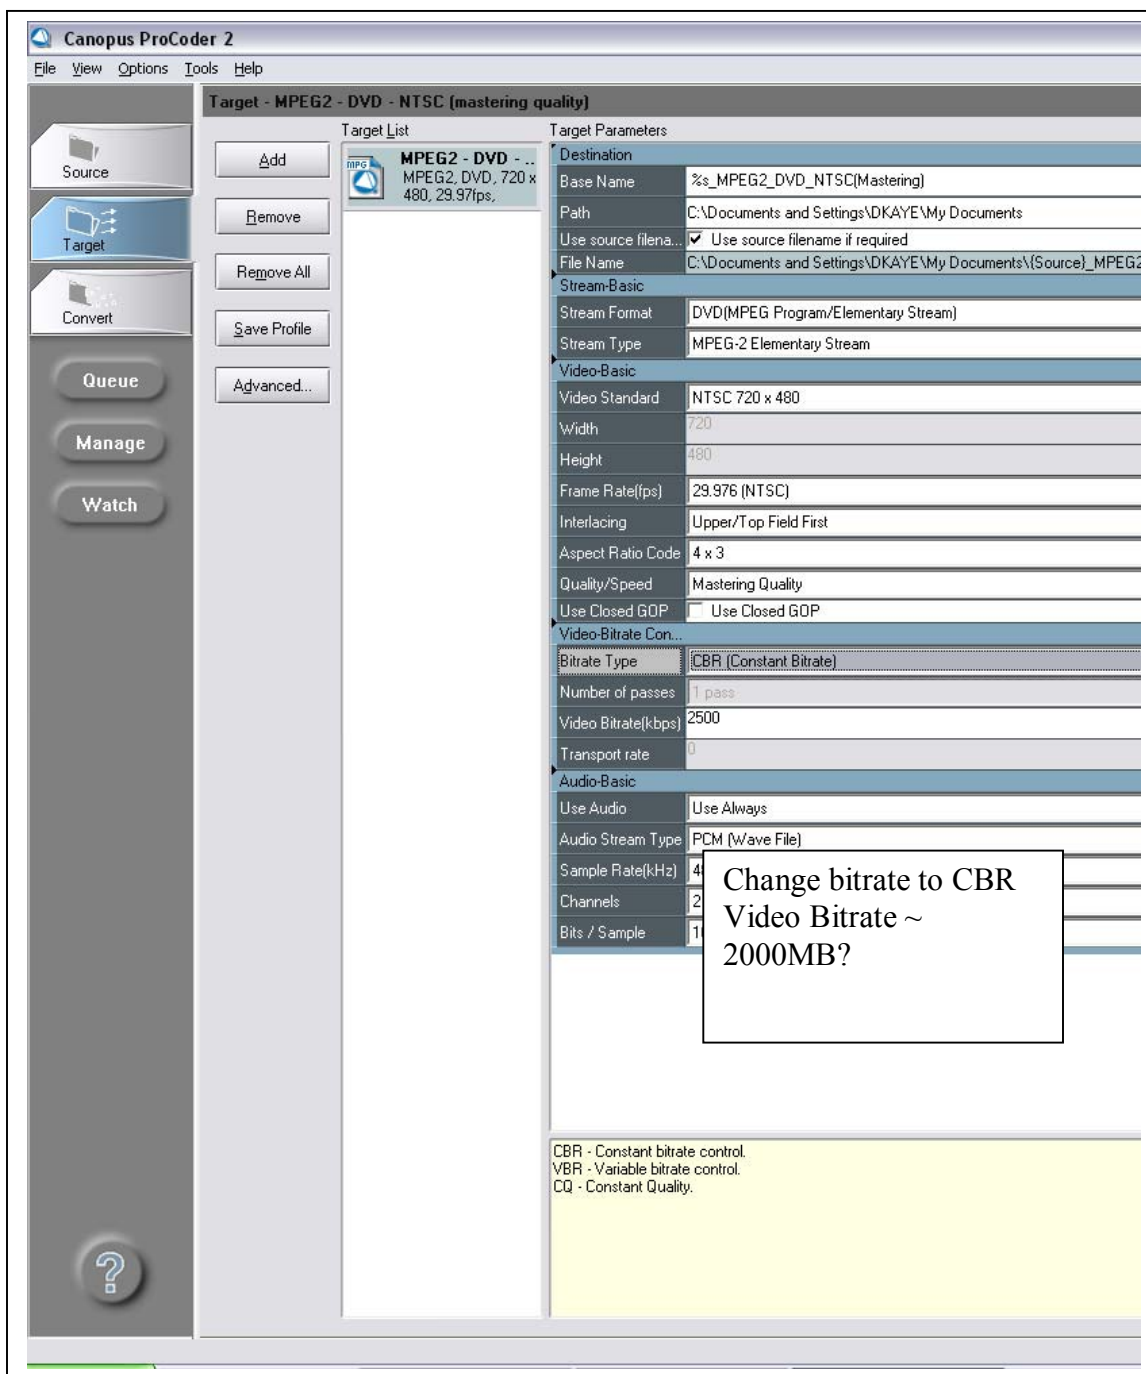 Canopus ProCoder 2
File View Options Tools Help
Target - MPEG2 - DVD - NTSC (mastering quality)
Source
Target
Convert
Queue
Manage
Watch
Add
Remove
Remove All
Save Profile
Advanced...
Target List
MPG
MPEG2 - DVD - ..
MPEG2, DVD, 720 x
480, 29.97fps,
Target Parameters
Destination
Base Name %s_MPEG2_DVD_NTSC(Mastering)
Path C:\Documents and Settings\DKAYE\My Documents
Use source filena... Use source filename if required
File Name C:\Documents and Settings\DKAYE\My Documents\{Source}_MPEG2
Stream-Basic
Stream Format DVD(MPEG Program/Elementary Stream)
Stream Type MPEG-2 Elementary Stream
Video-Basic
Video Standard NTSC 720 x 480
Width 720
Height 480
Frame Rate(fps) 29.976 (NTSC)
Interlacing Upper/Top Field First
Aspect Ratio Code 4 x 3
Quality/Speed Mastering Quality
Use Closed GOP Use Closed GOP
Video-Bitrate Con...
Bitrate Type CBR (Constant Bitrate)
Number of passes 1 pass
Video Bitrate(kbps) 2500
Transport rate 0
Audio-Basic
Use Audio Use Always
Audio Stream Type PCM (Wave File)
Sample Rate(kHz)
Channels 2
Bits / Sample
Change bitrate to CBR
Video Bitrate ~
2000MB?
CBR - Constant bitrate control.
VBR - Variable bitrate control.
CQ - Constant Quality.
?